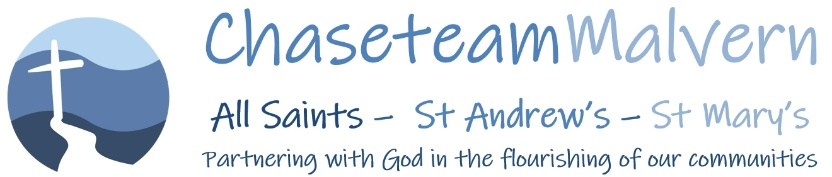 ChaseteamMalvern
All Saints – St Andrew's – St Mary's
Partnering with God in the flourishing of our communities